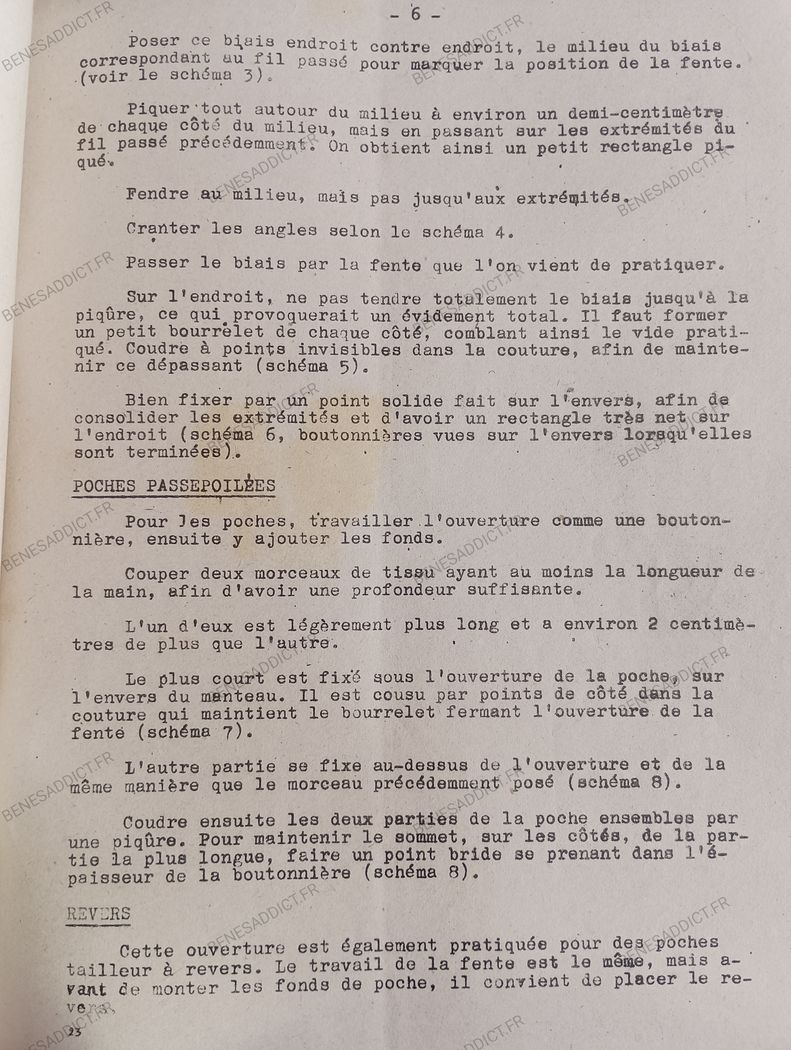 - 6 -
Poser ce biais endroit contre endroit, le milieu du biais
correspondant au fil passé pour marquer la position de la fente.
(voir le schéma 3).
Piquer tout autour du milieu à environ un demi-centimètre
de chaque côté du milieu, mais en passant sur les extrémités du
fil passé précédemment. On obtient ainsi un petit rectangle pi-
qué.
Fendre au milieu, mais pas jusqu'aux extrémités.
Cranter les angles selon le schéma 4.
Passer le biais par la fente que l'on vient de pratiquer.
Sur l'endroit, ne pas tendre totalement le biais jusqu'à la
piqûre, ce qui provoquerait un évidement total. Il faut former
un petit bourrelet de chaque côté, comblant ainsi le vide prati-
qué. Coudre à points invisibles dans la couture, afin de mainte-
nir ce dépassant (schéma 5).
Bien fixer par un point solide fait sur l'envers, afin de
consolider les extrémités et d'avoir un rectangle très net sur
l'endroit (schéma 6, boutonnières vues sur l'envers lorsqu'elles
sont terminées).
POCHES PASSEPOILÉES
Pour les poches, travailler l'ouverture comme une bouton-
nière, ensuite y ajouter les fonds.
Couper deux morceaux de tissu ayant au moins la longueur de
la main, afin d'avoir une profondeur suffisante.
L'un d'eux est légèrement plus long et a environ 2 centimè-
tres de plus que l'autre.
Le plus court est fixé sous l'ouverture de la poche, sur
l'envers du manteau. Il est cousu par points de côté dans la
couture qui maintient le bourrelet fermant l'ouverture de la
fente (schéma 7).
L'autre partie se fixe au-dessus de l'ouverture et de la
même manière que le morceau précédemment posé (schéma 8).
Coudre ensuite les deux parties de la poche ensembles par
une piqûre. Pour maintenir le sommet, sur les côtés, de la par-
tie la plus longue, faire un point bride se prenant dans l'é-
paisseur de la boutonnière (schéma 8).
REVERS
Cette ouverture est également pratiquée pour des poches
tailleur à revers. Le travail de la fente est le même, mais a-
vant de monter les fonds de poche, il convient de placer le re-
vers.
23
BENESADDICT.FR